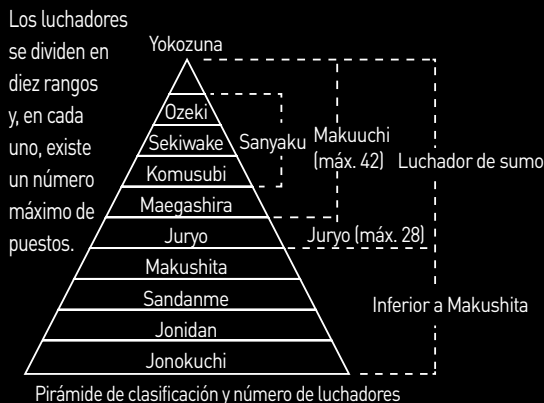 Los luchadores
se dividen en
diez rangos
y, en cada
uno, existe
un número
máximo de
puestos.
Yokozuna
Ozeki
Sekiwake
Komusubi
Maegashira
Juryo
Makushita
Sandanme
Jonidan
Jonokuchi
Sanyaku
Makuuchi
(máx. 42)
Luchador de sumo
Juryo (máx. 28)
Inferior a Makushita
Pirámide de clasificación y número de luchadores